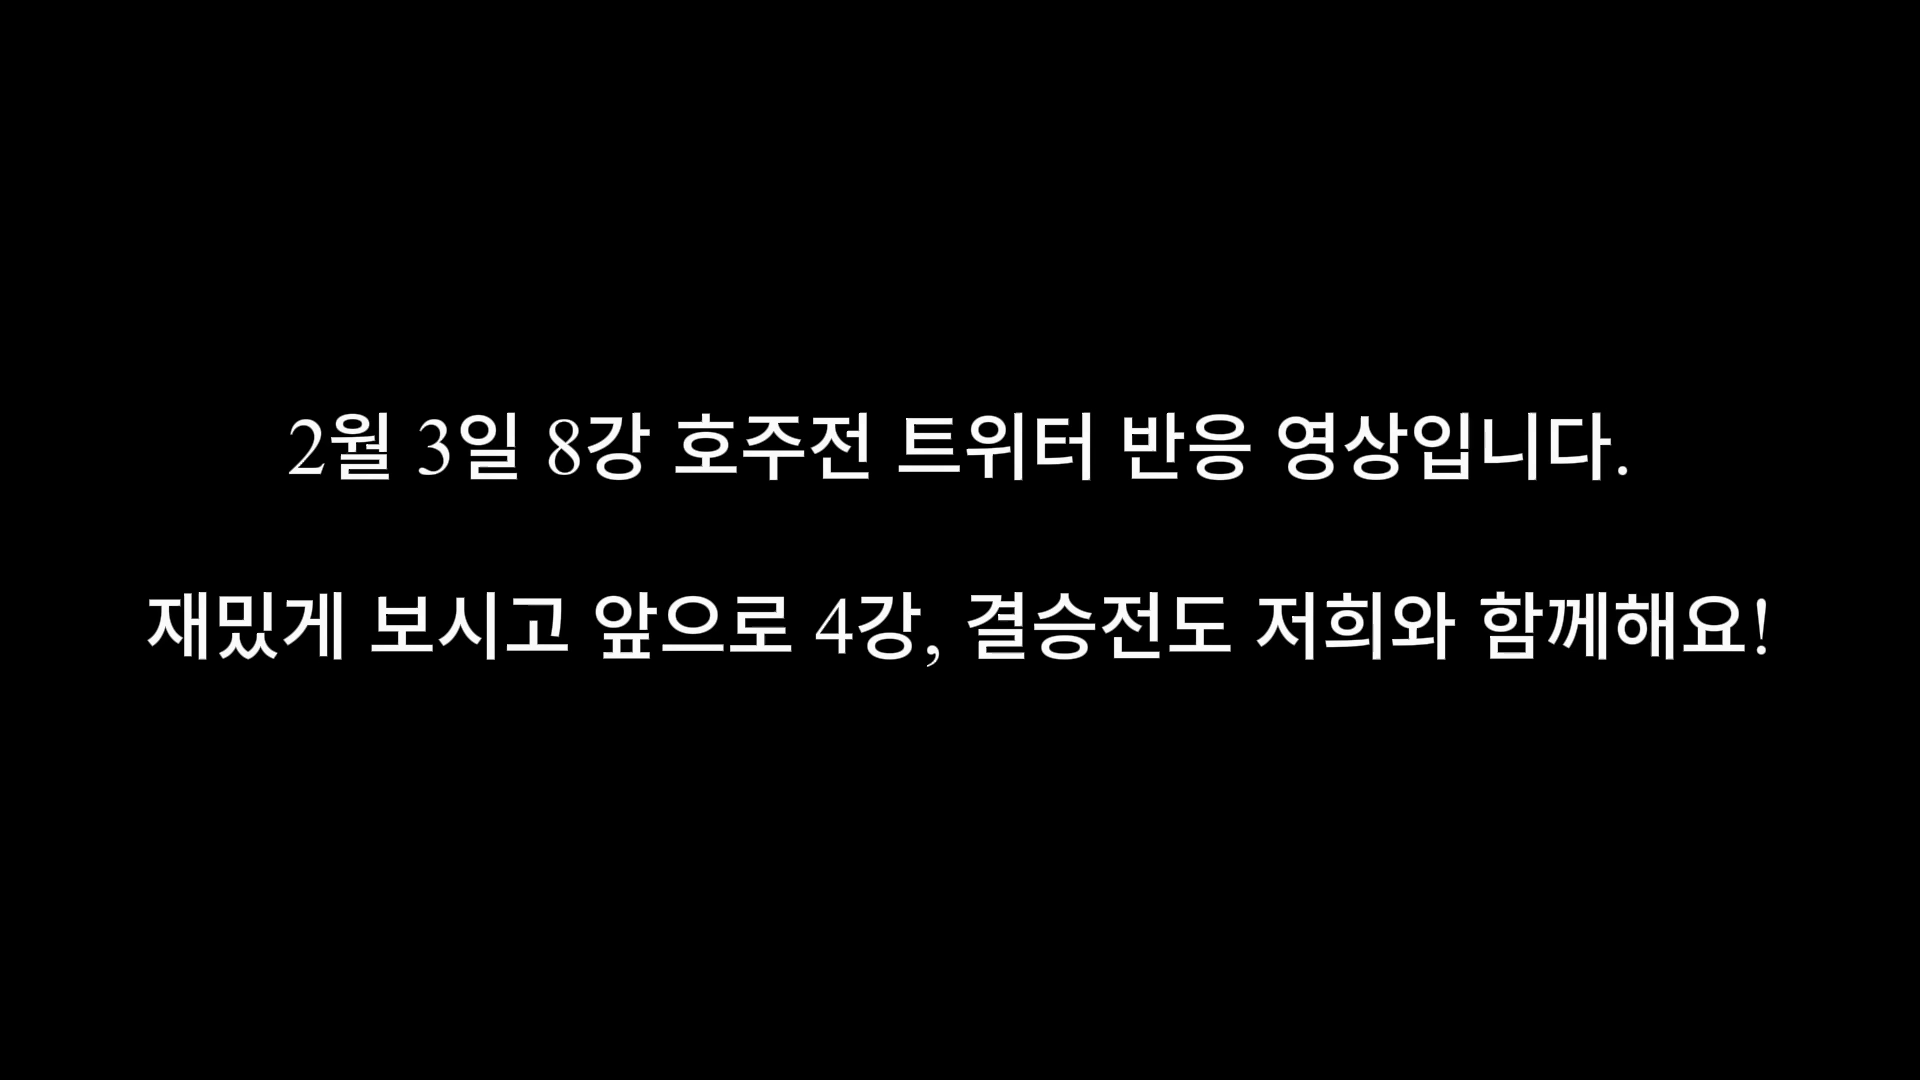 2월 3일 8강 호주전 트위터 반응 영상입니다.
재밌게 보시고 앞으로 4강, 결승전도 저희와 함께해요!